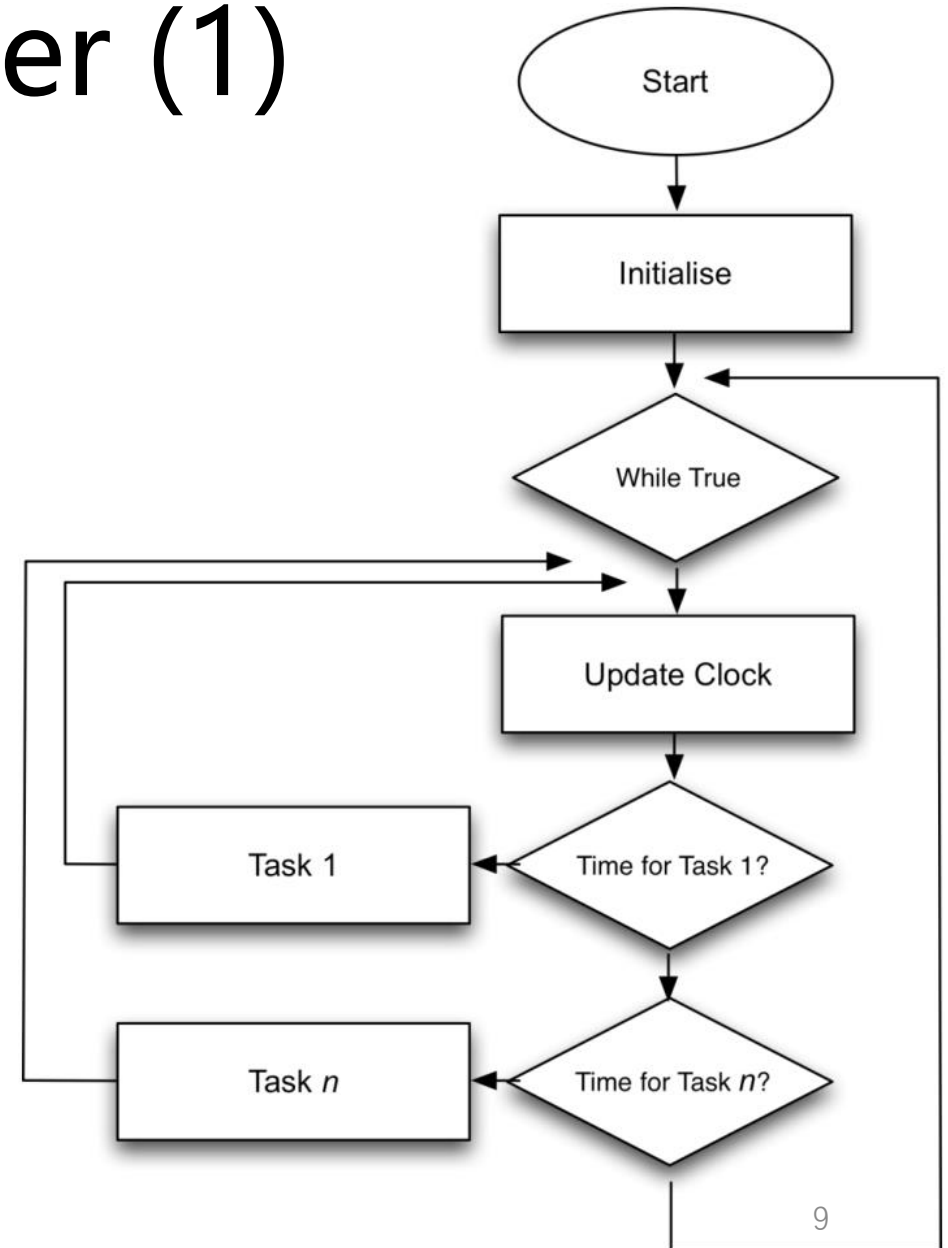 er (1)
Start
Initialise
While True
Update Clock
Task 1
Time for Task 1?
Task n
Time for Task n?
9